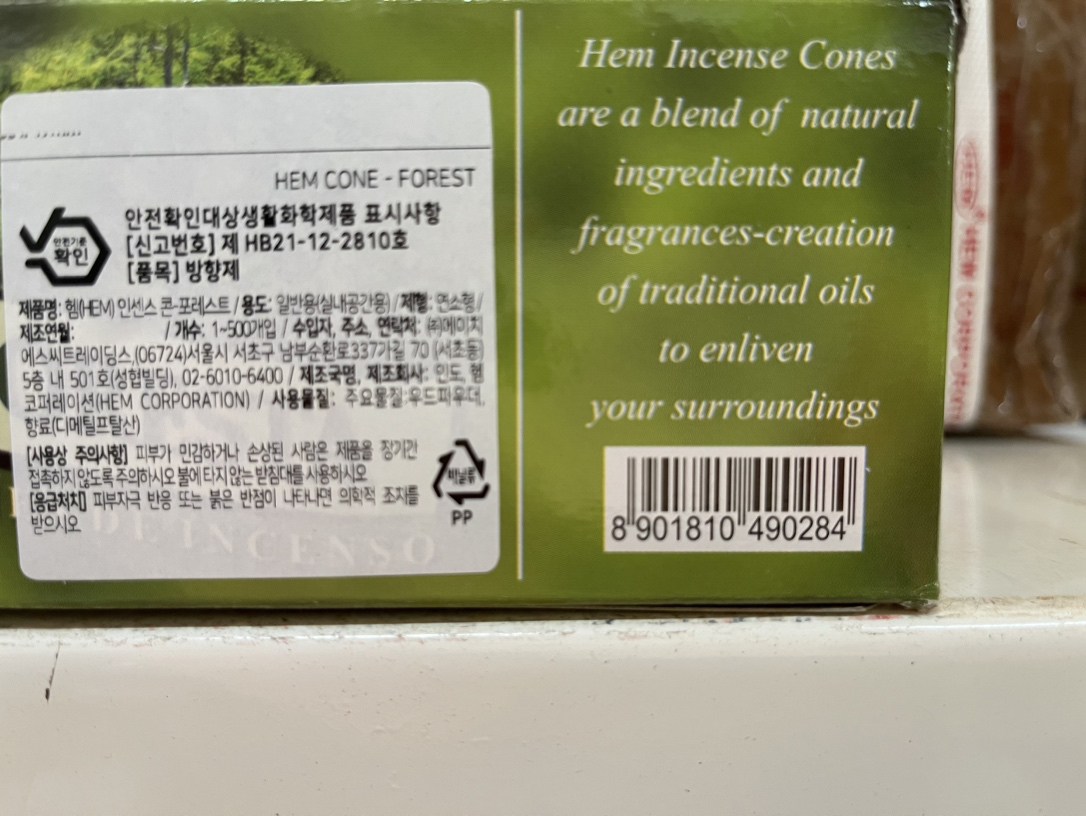 HEM CONE - FOREST
안전기준
확인
안전확인대상생활화학제품 표시사항
[신고번호] 제 HB21-12-2810호
[품목] 방향제
제품명: 헴(HEM) 인센스 콘-포레스트 / 용도: 일반용(실내공간용) / 제형: 연소형 /
제조연월: / 개수: 1~500개입 / 수입자, 주소, 연락처: ㈜에이치
에스씨트레이딩스,(06724)서울시 서초구 남부순환로337가길 70 (서초동)
5층 내 501호(성협빌딩), 02-6010-6400 / 제조국명, 제조회사: 인도, 헴
코퍼레이션(HEM CORPORATION) / 사용물질: 주요물질:우드파우더,
향료(디메틸프탈산)
[사용상 주의사항] 피부가 민감하거나 손상된 사람은 제품을 장기간
접촉하지 않도록 주의하시오 불에 타지 않는 받침대를 사용하시오
[응급처치] 피부자극 반응 또는 붉은 반점이 나타나면 의학적 조치를
받으시오
비닐류
PP
DE INCENSO
Hem Incense Cones
are a blend of natural
ingredients and
fragrances-creation
of traditional oils
to enliven
your surroundings
8 901810 490284